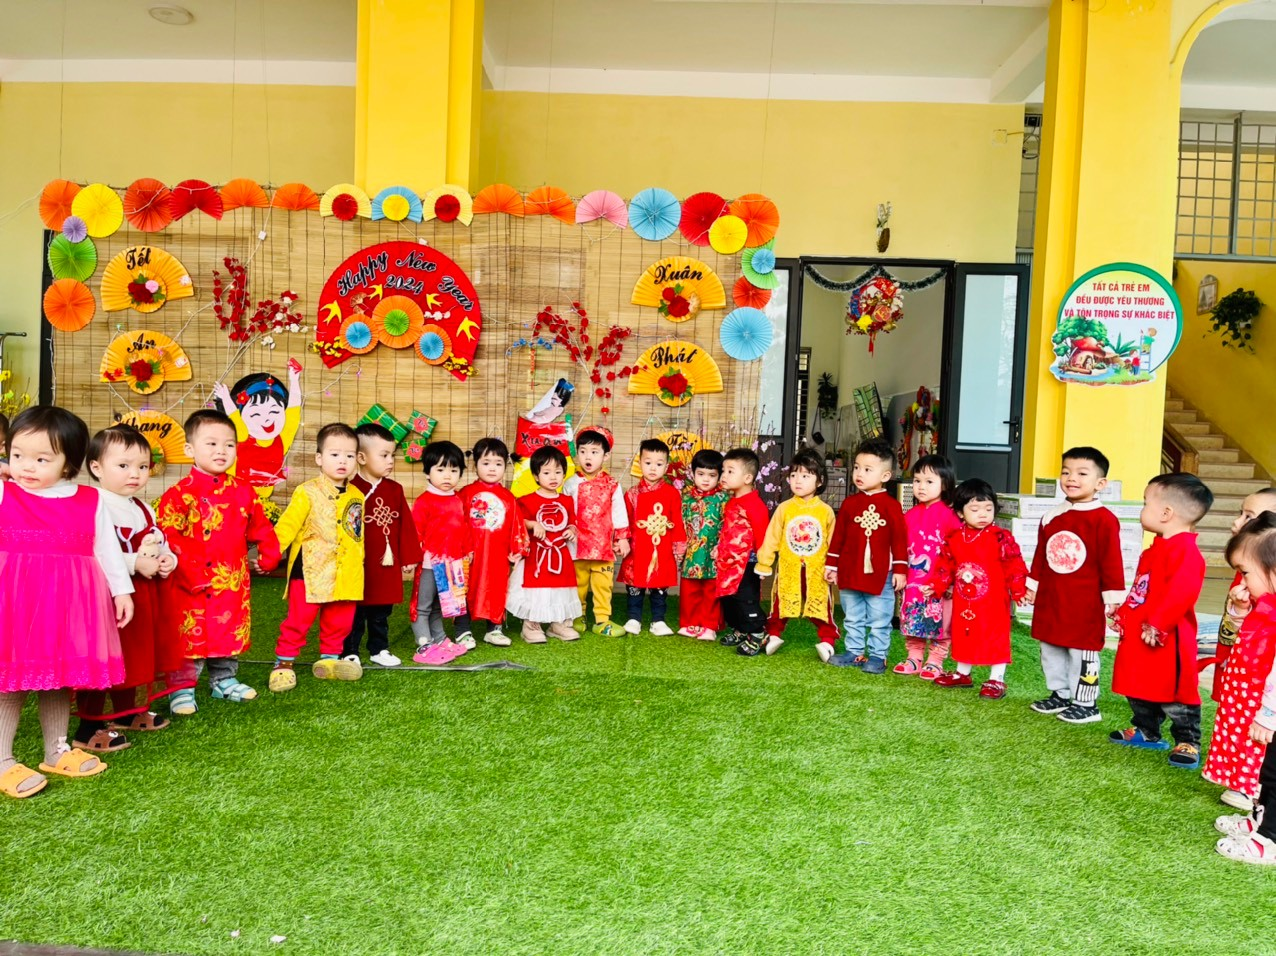 Tết
An
Khang
Happy New Year
2024
Xuân
Phát
TẤT CẢ TRẺ EM
ĐỀU ĐƯỢC YÊU THƯƠNG
VÀ TÔN TRỌNG SỰ KHÁC BIỆT